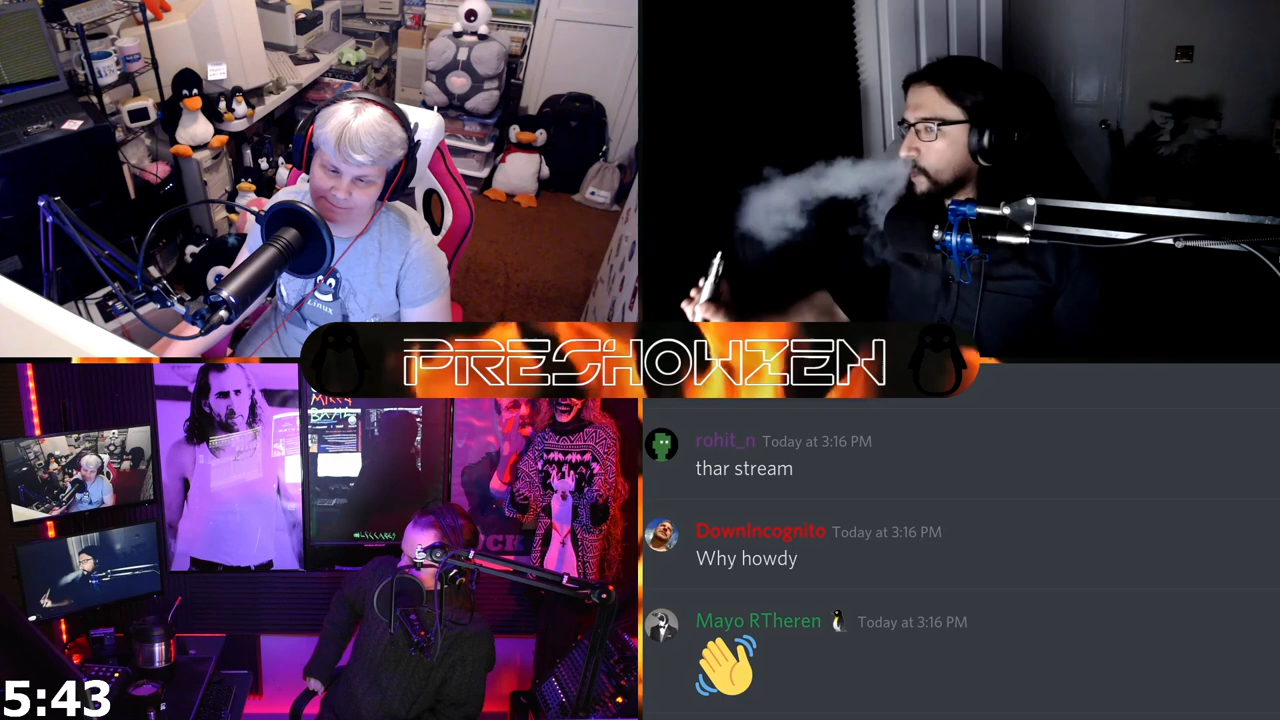 Linux
PRESHOWZEN
rohit_n Today at 3:16 PM
thar stream
DownIncognito Today at 3:16 PM
Why howdy
Mayo RTheren Today at 3:16 PM
5:43